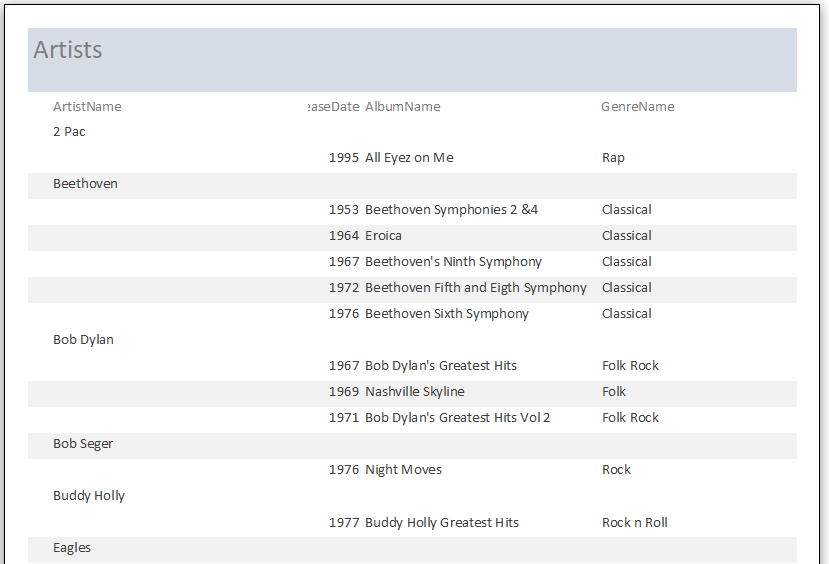 Artists
ArtistName easeDate AlbumName GenreName
2 Pac
1995 All Eyez on Me Rap
Beethoven
1953 Beethoven Symphonies 2 &4 Classical
1964 Eroica Classical
1967 Beethoven's Ninth Symphony Classical
1972 Beethoven Fifth and Eigth Symphony Classical
1976 Beethoven Sixth Symphony Classical
Bob Dylan
1967 Bob Dylan's Greatest Hits Folk Rock
1969 Nashville Skyline Folk
1971 Bob Dylan's Greatest Hits Vol 2 Folk Rock
Bob Seger
1976 Night Moves Rock
Buddy Holly
1977 Buddy Holly Greatest Hits Rock n Roll
Eagles